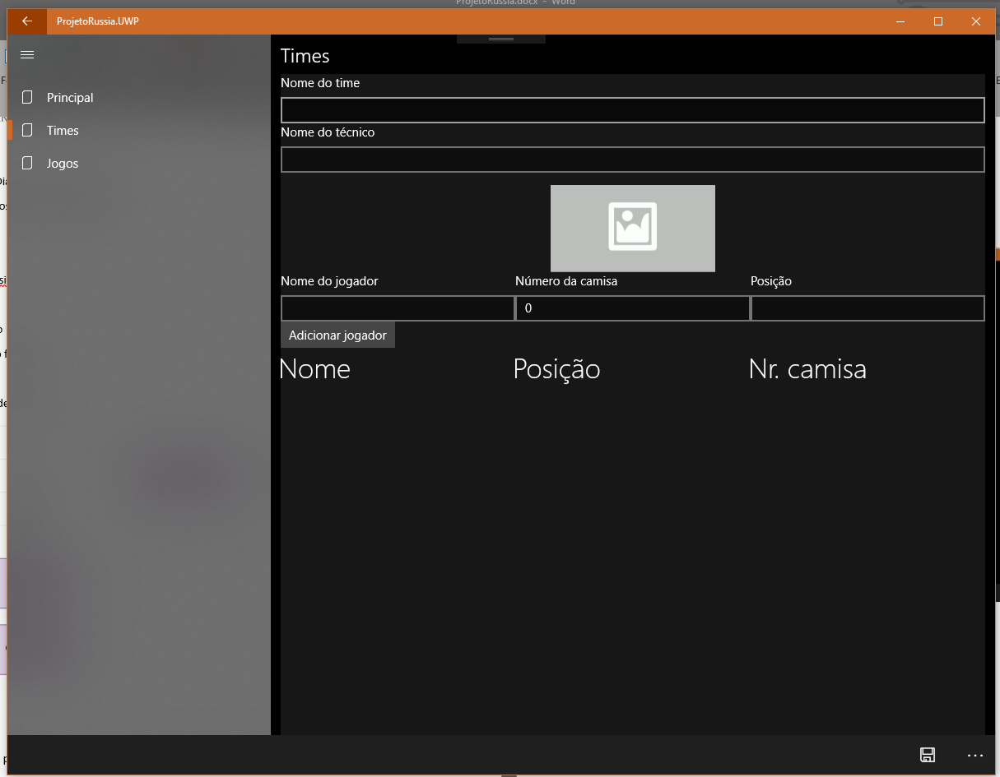 ProjetoRussia.docx - Word
ProjetoRussia.UWP
Principal
Times
Jogos
Times
Nome do time
Nome do técnico
Nome do jogador Número da camisa Posição
0
Adicionar jogador
Nome Posição Nr. camisa